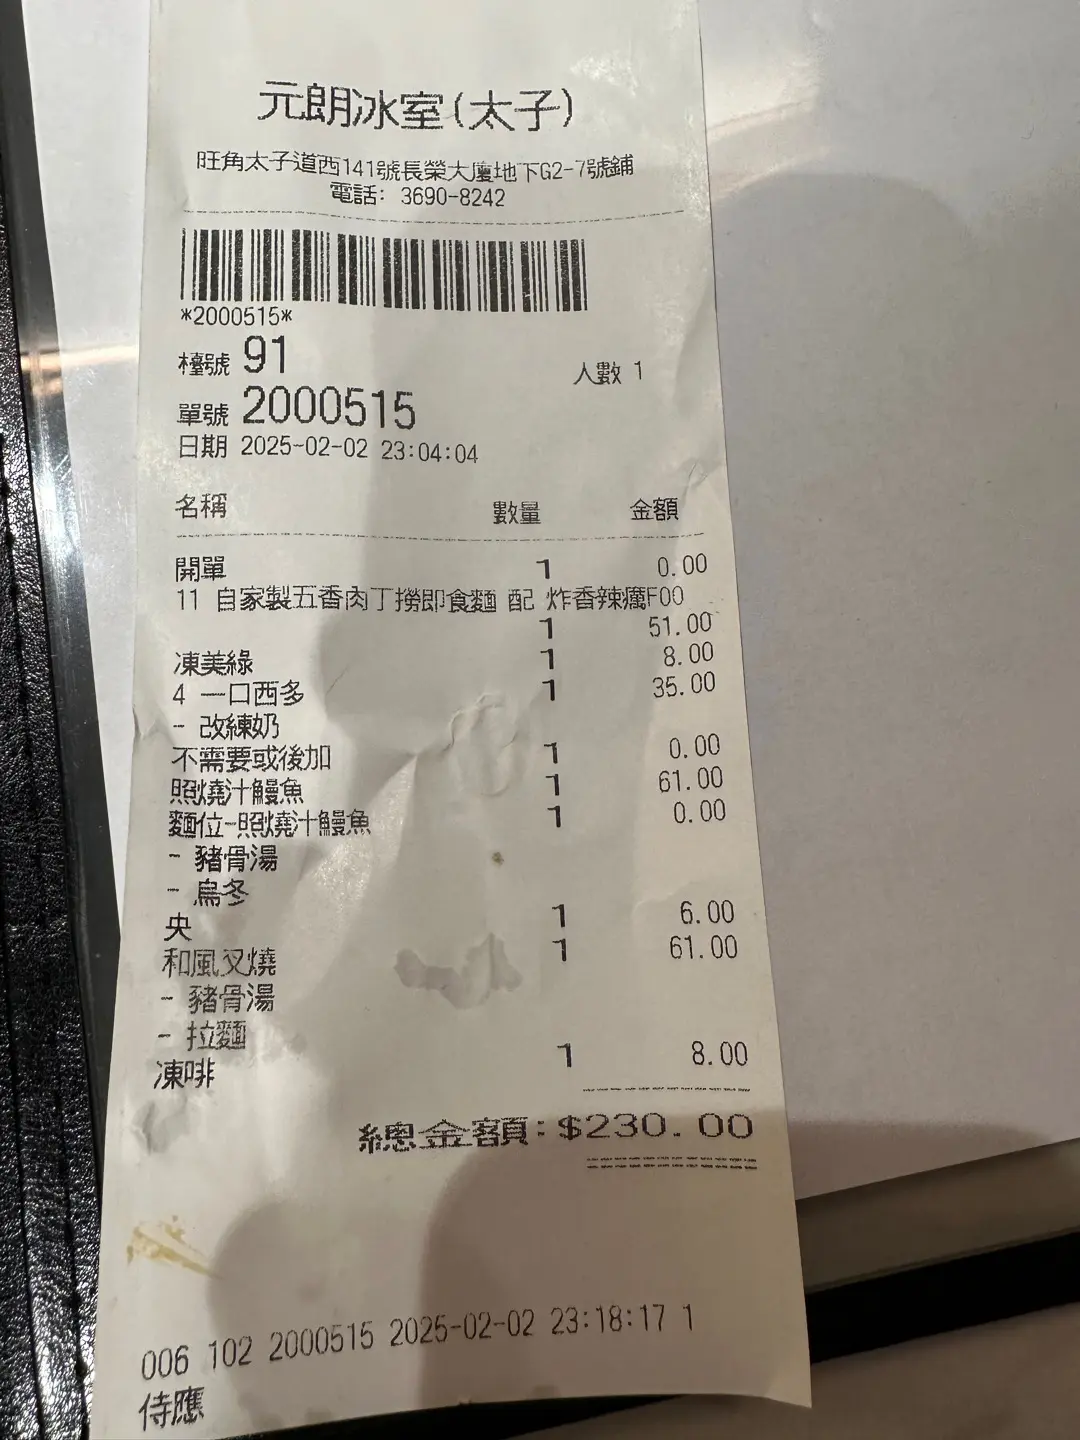 元朗冰室(太子)
旺角太子道西141號長榮大廈地下G2-7號鋪
電話: 3690-8242
*2000515*
檯號 91 人數 1
單號 2000515
日期 2025-02-02 23:04:04
名稱 數量 金額
開單 1 0.00
11 自家製五香肉丁撈即食麵 配 炸香辣癘F00
1 51.00
凍美綠 1 8.00
4 一口西多 1 35.00
- 改練奶
不需要或後加 1 0.00
照燒汁鰻魚 1 61.00
麵位-照燒汁鰻魚 1 0.00
- 豬骨湯
- 烏冬
央 1 6.00
和風叉燒 1 61.00
- 豬骨湯
- 拉麵
凍啡 1 8.00
總金額:$230.00
006 102 2000515 2025-02-02 23:18:17 1
侍應